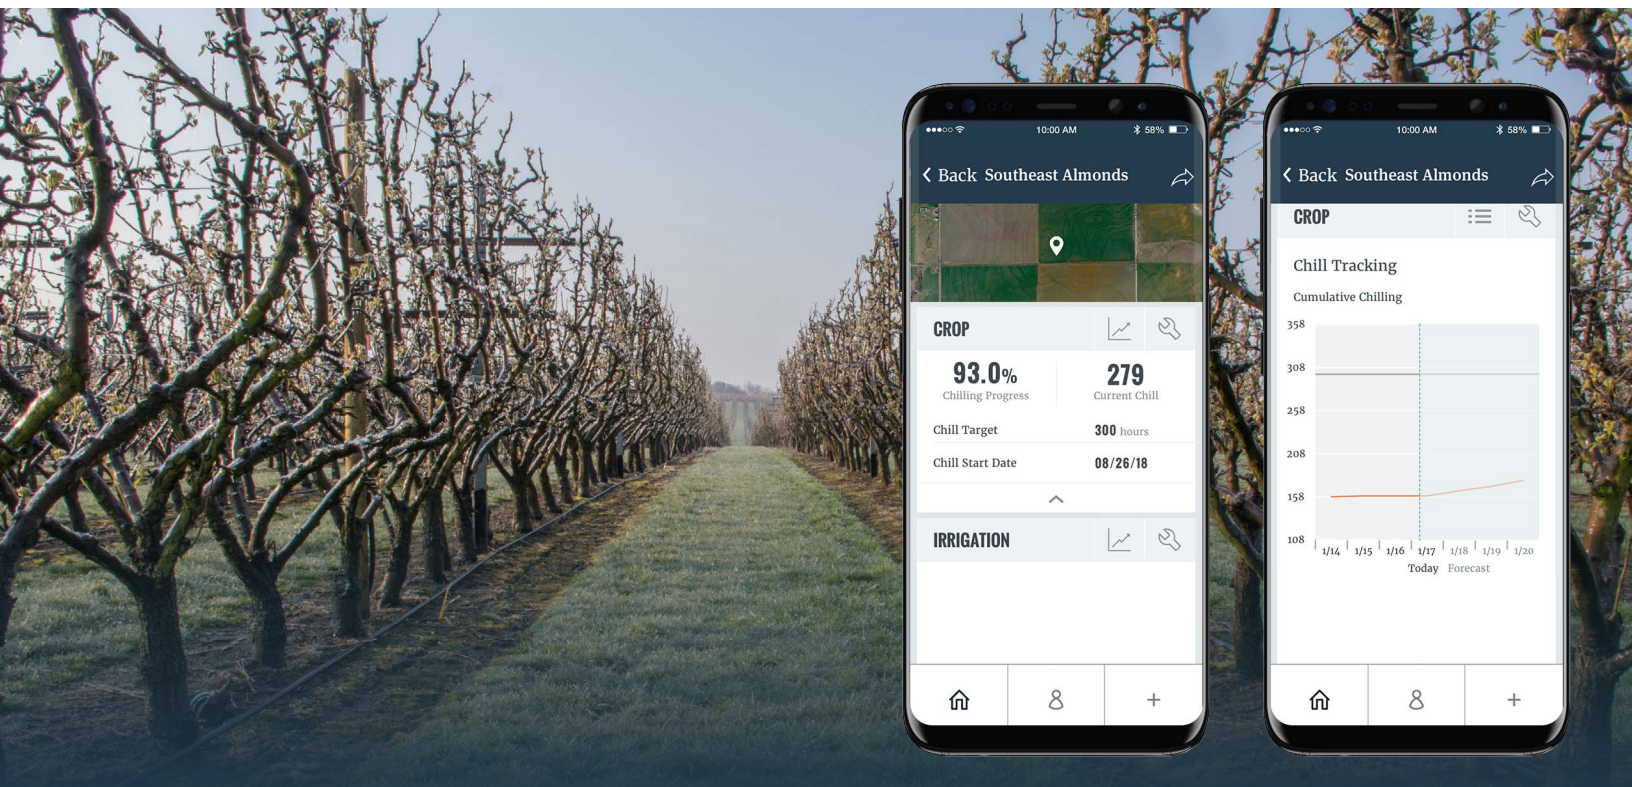 10:00 AM
58%
Back Southeast Almonds
CROP
93.0%
Chilling Progress
279
Current Chill
Chill Target
300 hours
Chill Start Date
08/26/18
IRRIGATION
10:00 AM
58%
Back Southeast Almonds
CROP
Chill Tracking
Cumulative Chilling
358
308
258
208
158
108
1/14 1/15 1/16 1/17 1/18 1/19 1/20
Today Forecast